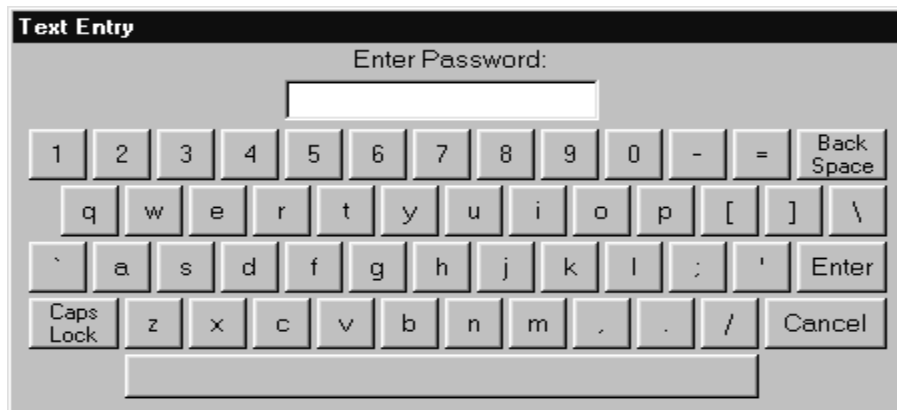 Text Entry
Enter Password:
1 2 3 4 5 6 7 8 9 0 - = Back Space
q w e r t y u i o p [ ] \
` a s d f g h j k l ; ' Enter
Caps Lock z x c v b n m , . / Cancel